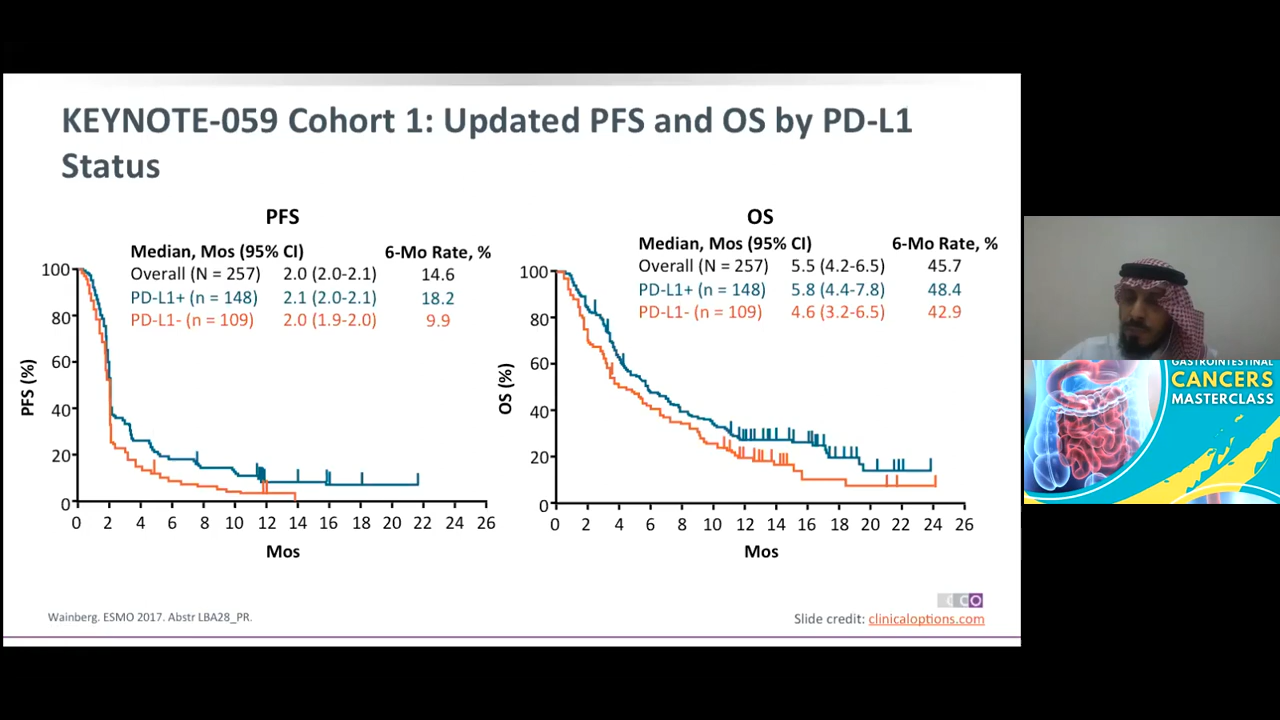 KEYNOTE-059 Cohort 1: Updated PFS and OS by PD-L1
Status
PFS
Median, Mos (95% CI) 6-Mo Rate, %
Overall (N = 257) 2.0 (2.0-2.1) 14.6
PD-L1+ (n = 148) 2.1 (2.0-2.1) 18.2
PD-L1- (n = 109) 2.0 (1.9-2.0) 9.9
PFS (%)
100
80
60
40
20
0
0 2 4 6 8 10 12 14 16 18 20 22 24 26
Mos
OS
Median, Mos (95% CI) 6-Mo Rate, %
Overall (N = 257) 5.5 (4.2-6.5) 45.7
PD-L1+ (n = 148) 5.8 (4.4-7.8) 48.4
PD-L1- (n = 109) 4.6 (3.2-6.5) 42.9
OS (%)
100
80
60
40
20
0
0 2 4 6 8 10 12 14 16 18 20 22 24 26
Mos
Wainberg. ESMO 2017. Abstr LBA28_PR.
CCO
Slide credit: clinicaloptions.com
GASTROINTESTINAL
CANCERS
MASTERCLASS